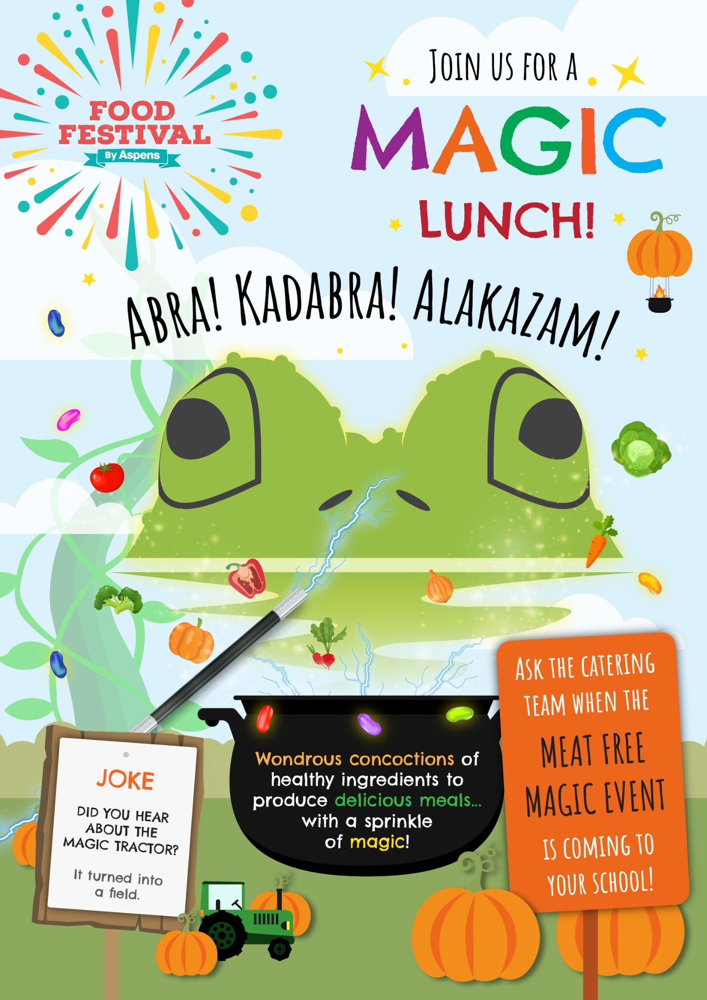 FOOD
FESTIVAL
By Aspens
JOIN US FOR A
MAGIC
LUNCH!
ABRA! KADABRA! ALAKAZAM!
ASK THE CATERING
TEAM WHEN THE
MEAT FREE
MAGIC EVENT
IS COMING TO
YOUR SCHOOL!
Wondrous concoctions of
healthy ingredients to
produce delicious meals...
with a sprinkle
of magic!
JOKE
DID YOU HEAR
ABOUT THE
MAGIC TRACTOR?
It turned into
a field.